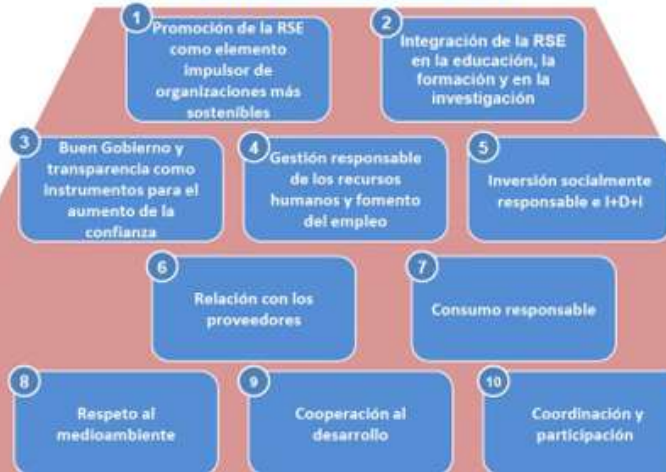 1
Promoción de la RSE
como elemento
impulsor de
organizaciones más
sostenibles
2
Integración de la RSE
en la educación, la
formación y en la
investigación
3
Buen Gobierno y
transparencia como
instrumentos para el
aumento de la
confianza
4
Gestión responsable
de los recursos
humanos y fomento
del empleo
5
Inversión socialmente
responsable e I+D+i
6
Relación con los
proveedores
7
Consumo responsable
8
Respeto al
medioambiente
9
Cooperación al
desarrollo
10
Coordinación y
participación